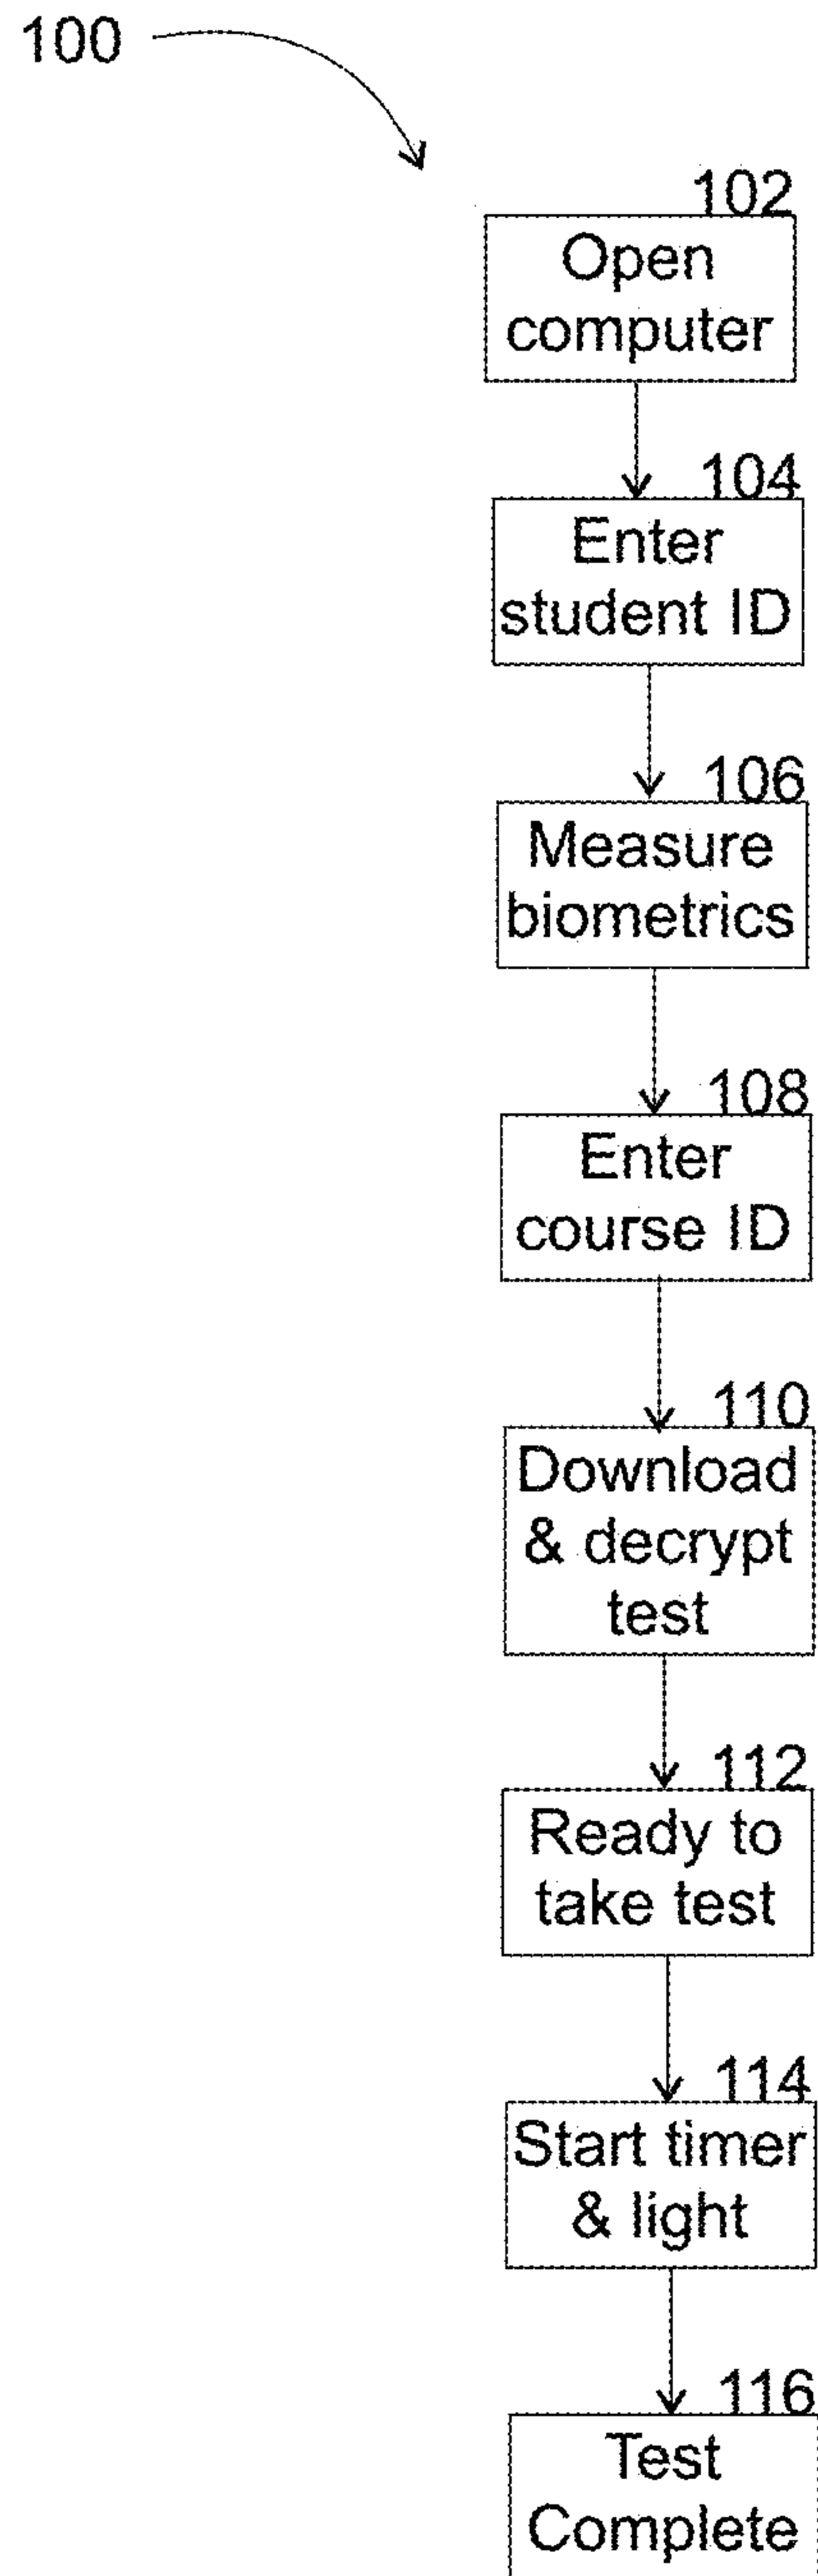 100
102
Open
computer
104
Enter
student ID
106
Measure
biometrics
108
Enter
course ID
110
Download
& decrypt
test
112
Ready to
take test
114
Start timer
& light
116
Test
Complete